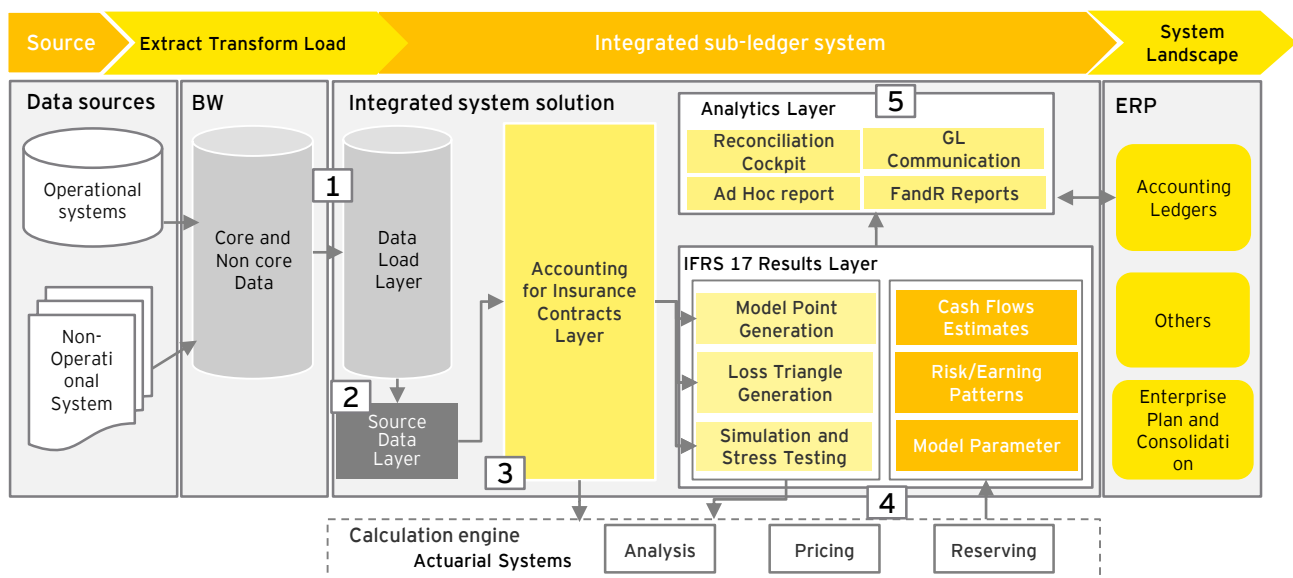 Source
Extract Transform Load
Integrated sub-ledger system
System
Landscape
Data sources
BW
Integrated system solution
Analytics Layer
5
ERP
Reconciliation
Cockpit
GL
Communication
Ad Hoc report
FandR Reports
Operational
systems
1
Core and
Non core
Data
Data
Load
Layer
Accounting
for Insurance
Contracts
Layer
Accounting
Ledgers
IFRS 17 Results Layer
Model Point
Generation
Cash Flows
Estimates
Others
Non-
Operati
onal
System
Loss Triangle
Generation
Risk/Earning
Patterns
2
Source
Data
Layer
Simulation and
Stress Testing
Model Parameter
Enterprise
Plan and
Consolidati
on
3
4
Calculation engine
Actuarial Systems
Analysis
Pricing
Reserving